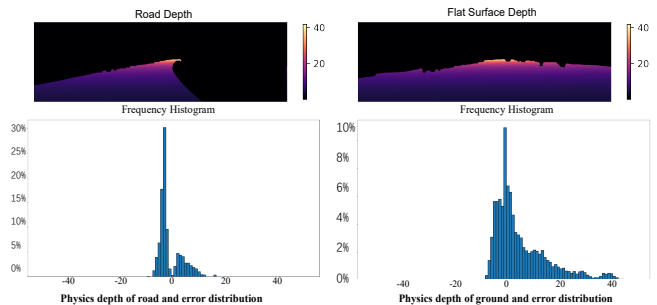 Road Depth
40
20
Frequency Histogram
30%
25%
20%
15%
10%
5%
0%
-40 -20 0 20 40
Physics depth of road and error distribution
Flat Surface Depth
40
20
Frequency Histogram
10%
8%
6%
4%
2%
0%
-40 -20 0 20 40
Physics depth of ground and error distribution